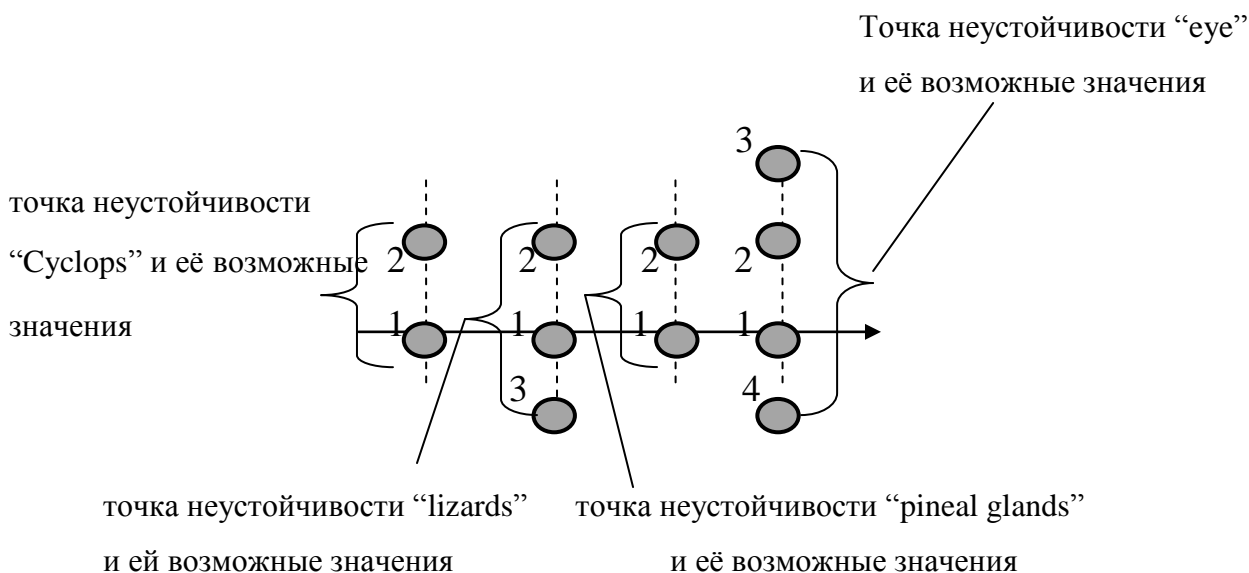 Точка неустойчивости “eye”
и её возможные значения
точка неустойчивости
“Cyclops” и её возможные
значения
3
2 2 2 2
1 1 1 1
3 4
точка неустойчивости “lizards”
и ей возможные значения
точка неустойчивости “pineal glands”
и её возможные значения